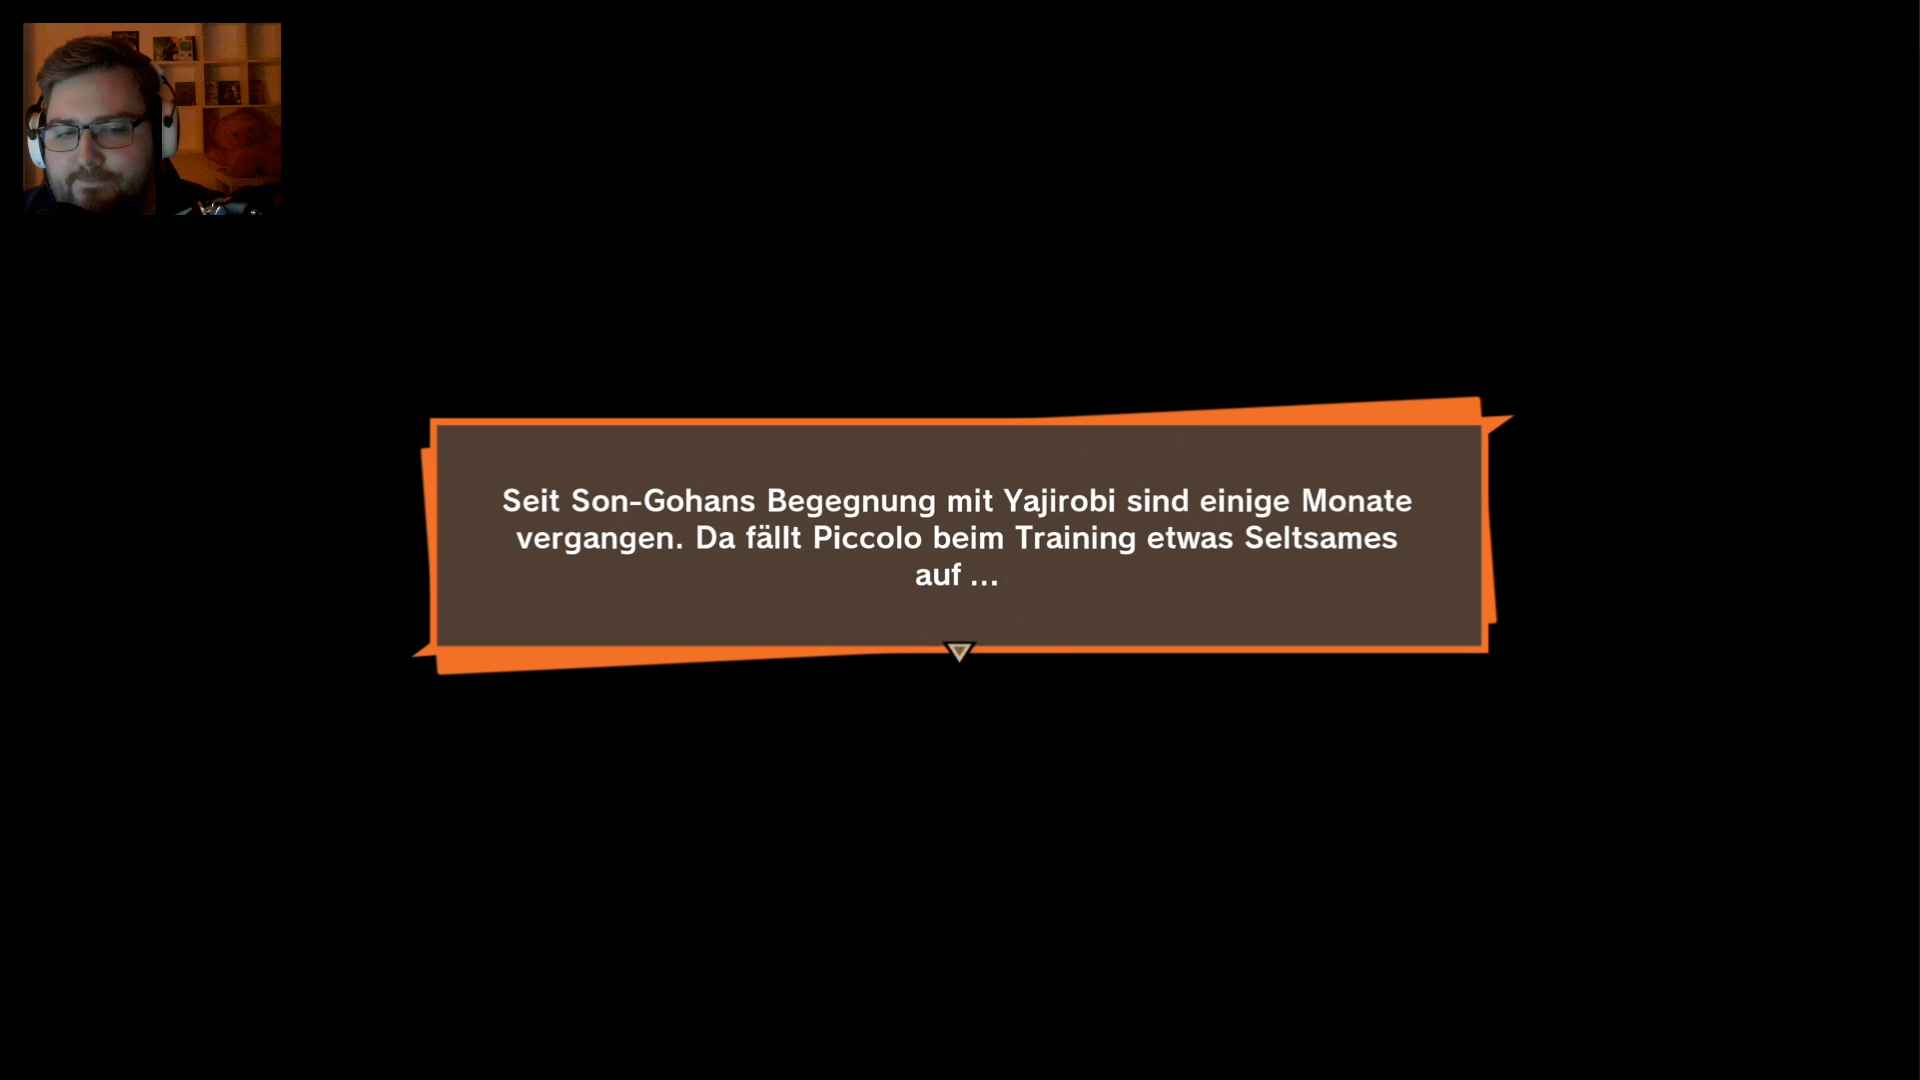 Seit Son-Gohans Begegnung mit Yajirobi sind einige Monate
vergangen. Da fällt Piccolo beim Training etwas Seltsames
auf ...